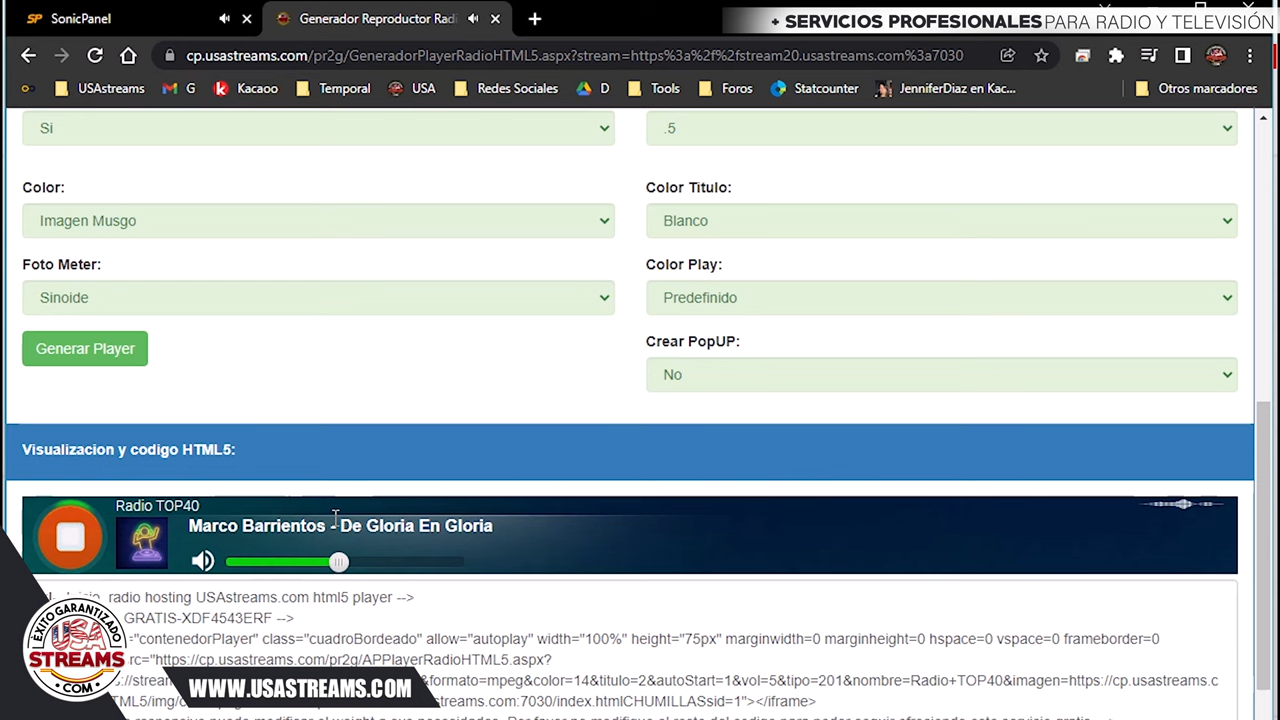 SonicPanel
Generador Reproductor Radi
+ SERVICIOS PROFESIONALES PARA RADIO Y TELEVISIÓN
cp.usastreams.com/pr2g/GeneradorPlayerRadioHTML5.aspx?stream=https%3a%2f%2fstream20.usastreams.com%3a7030
USAstreams G Kacaoo Temporal USA Redes Sociales D Tools Foros Statcounter JenniferDiaz en Kac... Otros marcadores
Si
.5
Color:
Color Titulo:
Imagen Musgo
Blanco
Foto Meter:
Color Play:
Sinoide
Predefinido
Generar Player
Crear PopUP:
No
Visualizacion y codigo HTML5:
Radio TOP40
Marco Barrientos - De Gloria En Gloria
radio hosting USAstreams.com html5 player -->
GRATIS-XDF4543ERF -->
="contenedorPlayer" class="cuadroBordeado" allow="autoplay" width="100%" height="75px" marginwidth=0 marginheight=0 hspace=0 vspace=0 frameborder=0
src="https://cp.usastreams.com/pr2g/APPlayerRadioHTML5.aspx?
&formato=mpeg&color=14&titulo=2&autoStart=1&vol=5&tipo=201&nombre=Radio+TOP40&imagen=https://cp.usastreams.c
:7030/index.htmlCHUMILLASsid=1"></iframe>
ÉXITO GARANTIZADO
USA
STREAMS
.COM
WWW.USASTREAMS.COM